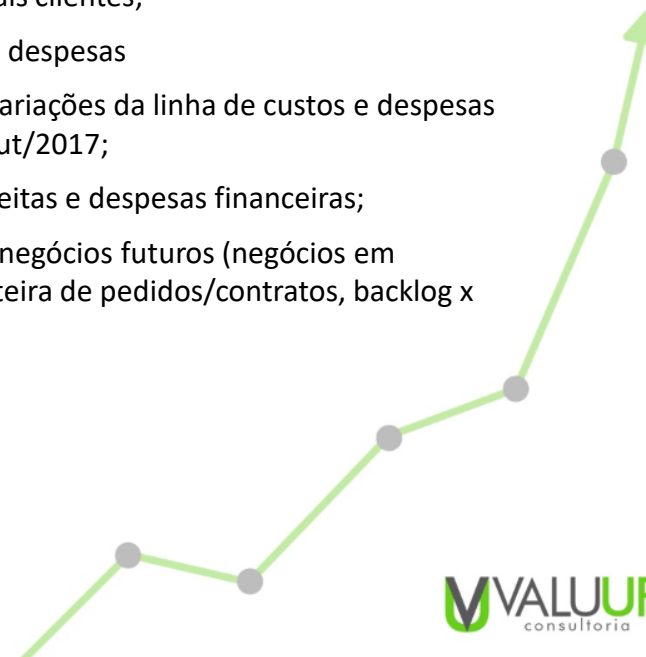 ais clientes;
despesas
ariações da linha de custos e despesas
ut/2017;
eitas e despesas financeiras;
negócios futuros (negócios em
teira de pedidos/contratos, backlog x
VALUUP
consultoria